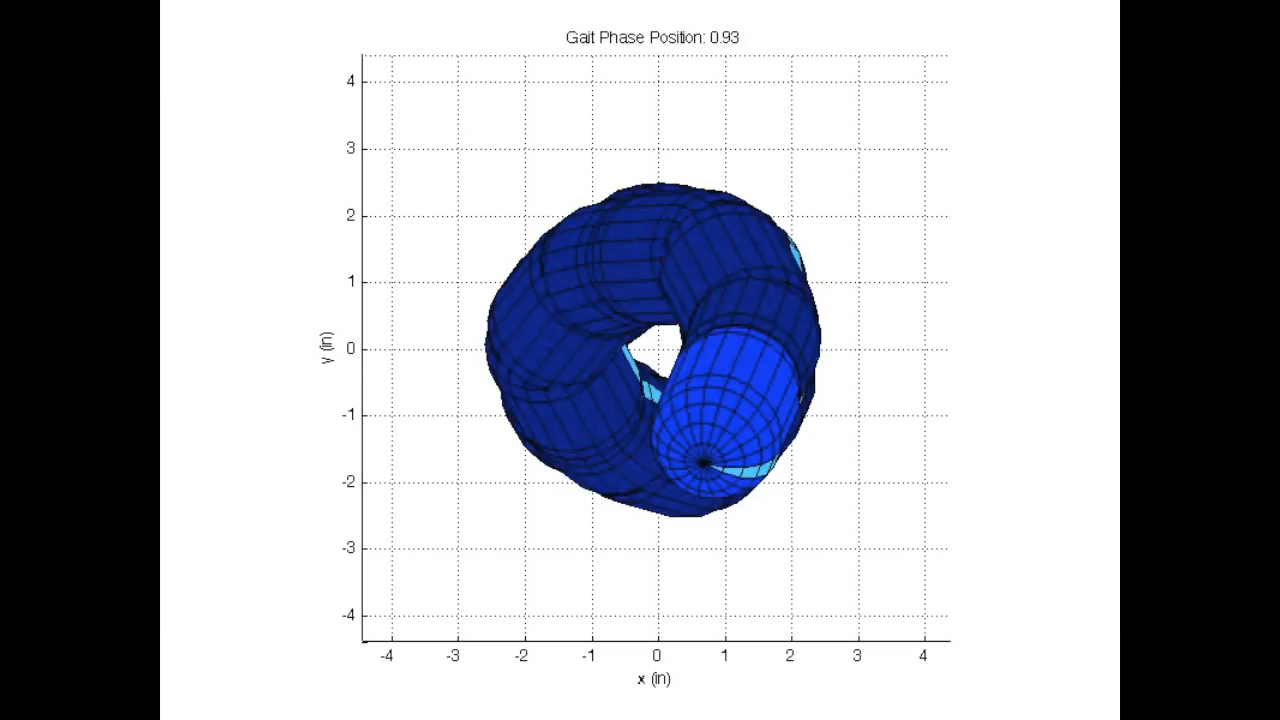 Gait Phase Position: 0.93
4
3
2
1
0
-1
-2
-3
-4
y (in)
-4 -3 -2 -1 0 1 2 3 4
x (in)